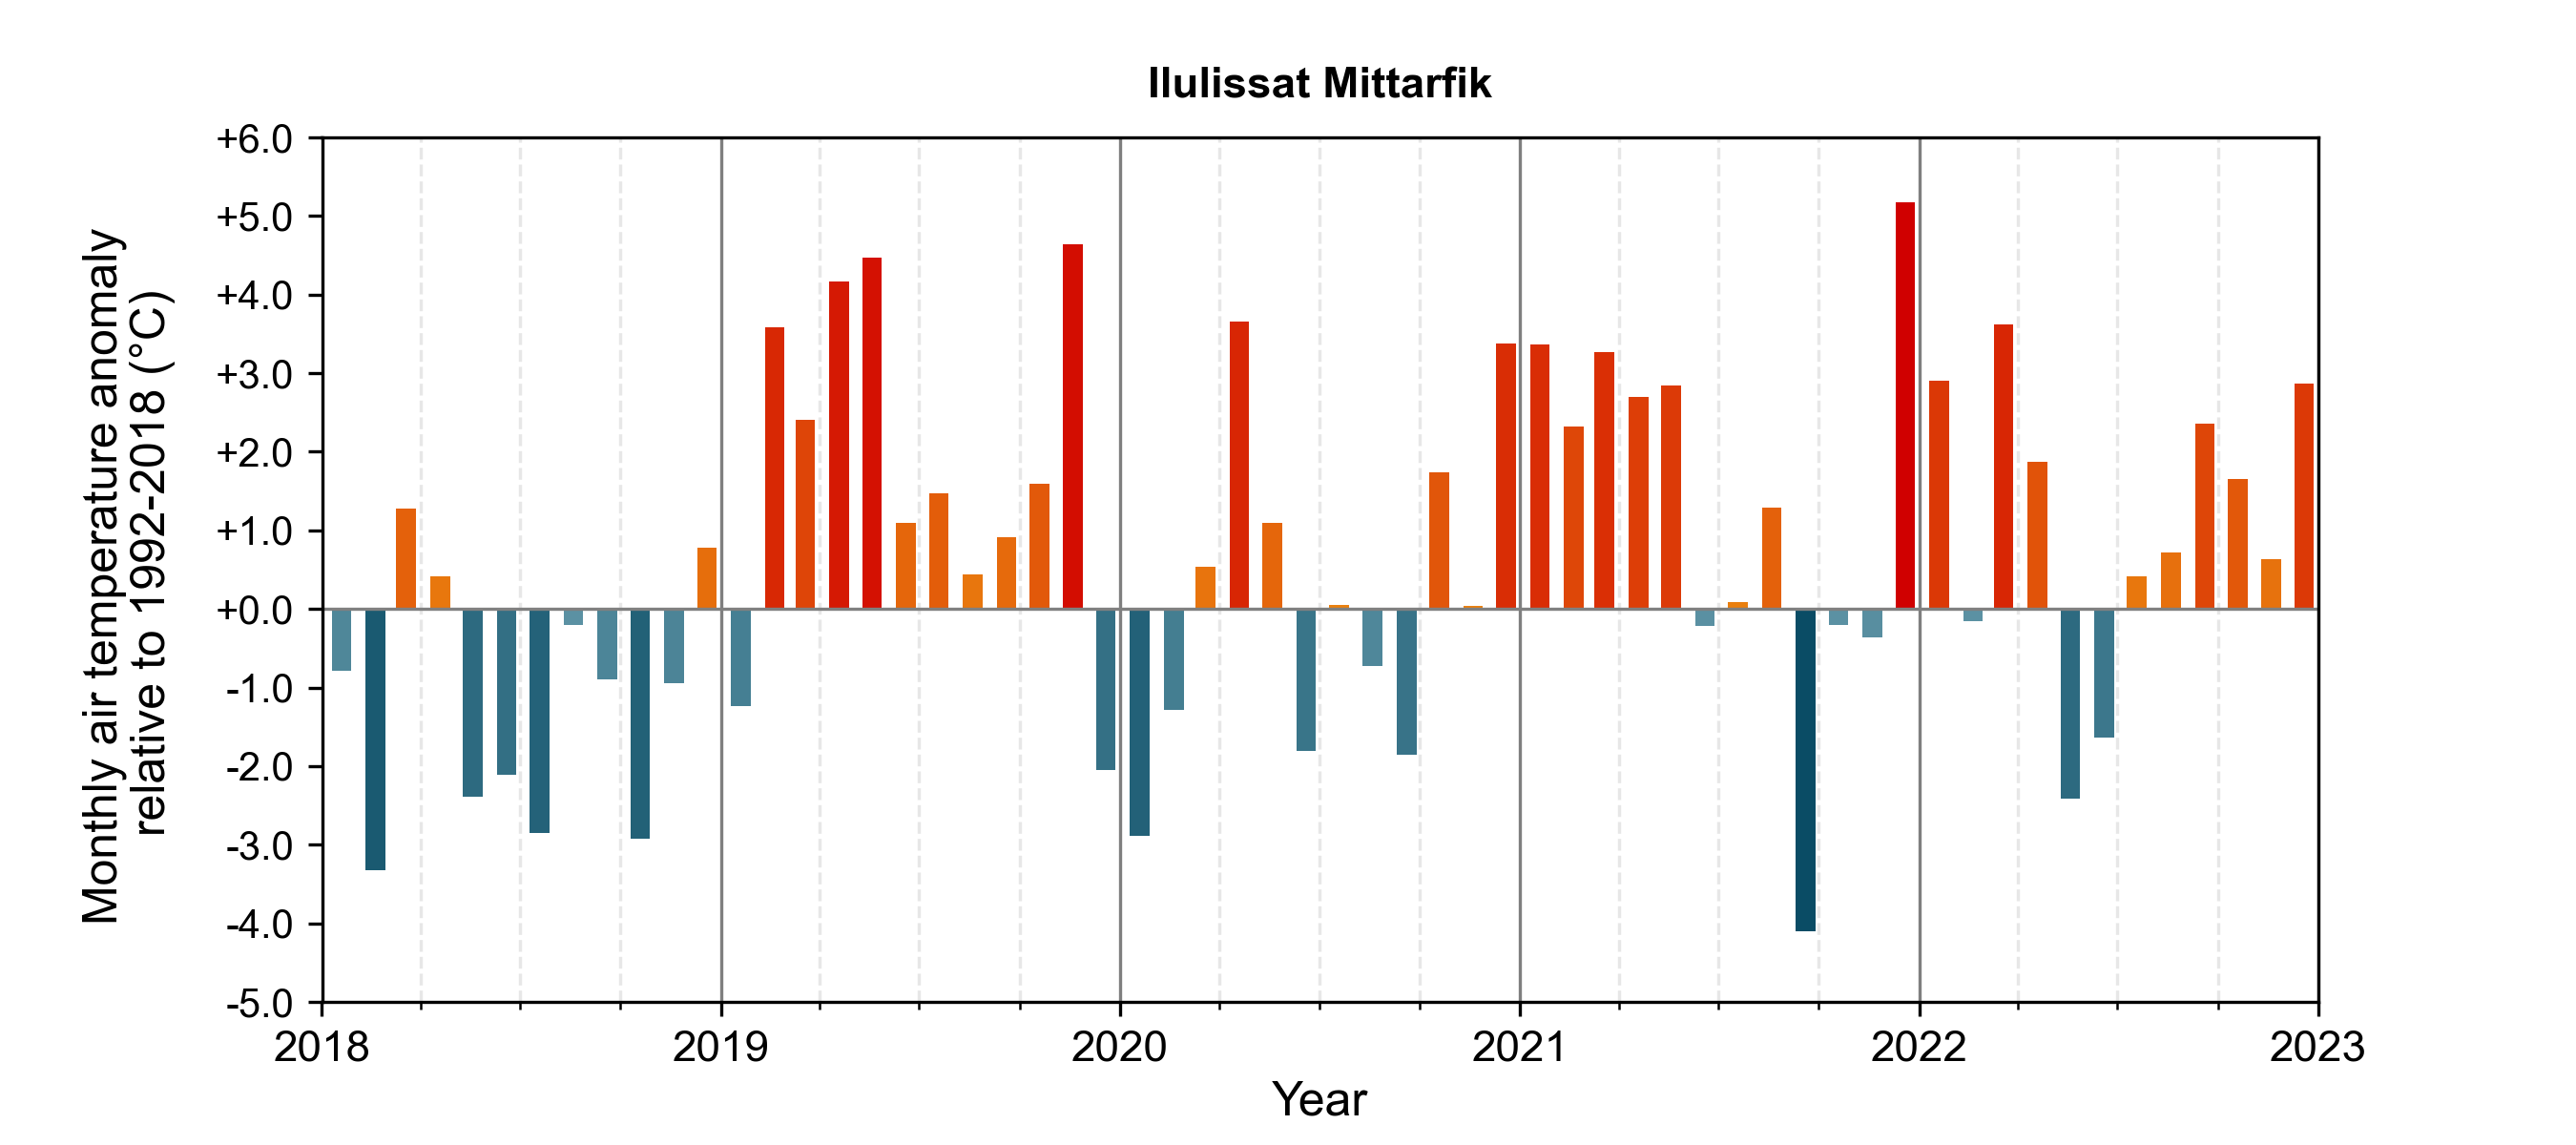 Ilulissat Mittarfik
Monthly air temperature anomaly
relative to 1992-2018 (°C)
+6.0
+5.0
+4.0
+3.0
+2.0
+1.0
+0.0
-1.0
-2.0
-3.0
-4.0
-5.0
2018 2019 2020 2021 2022 2023
Year